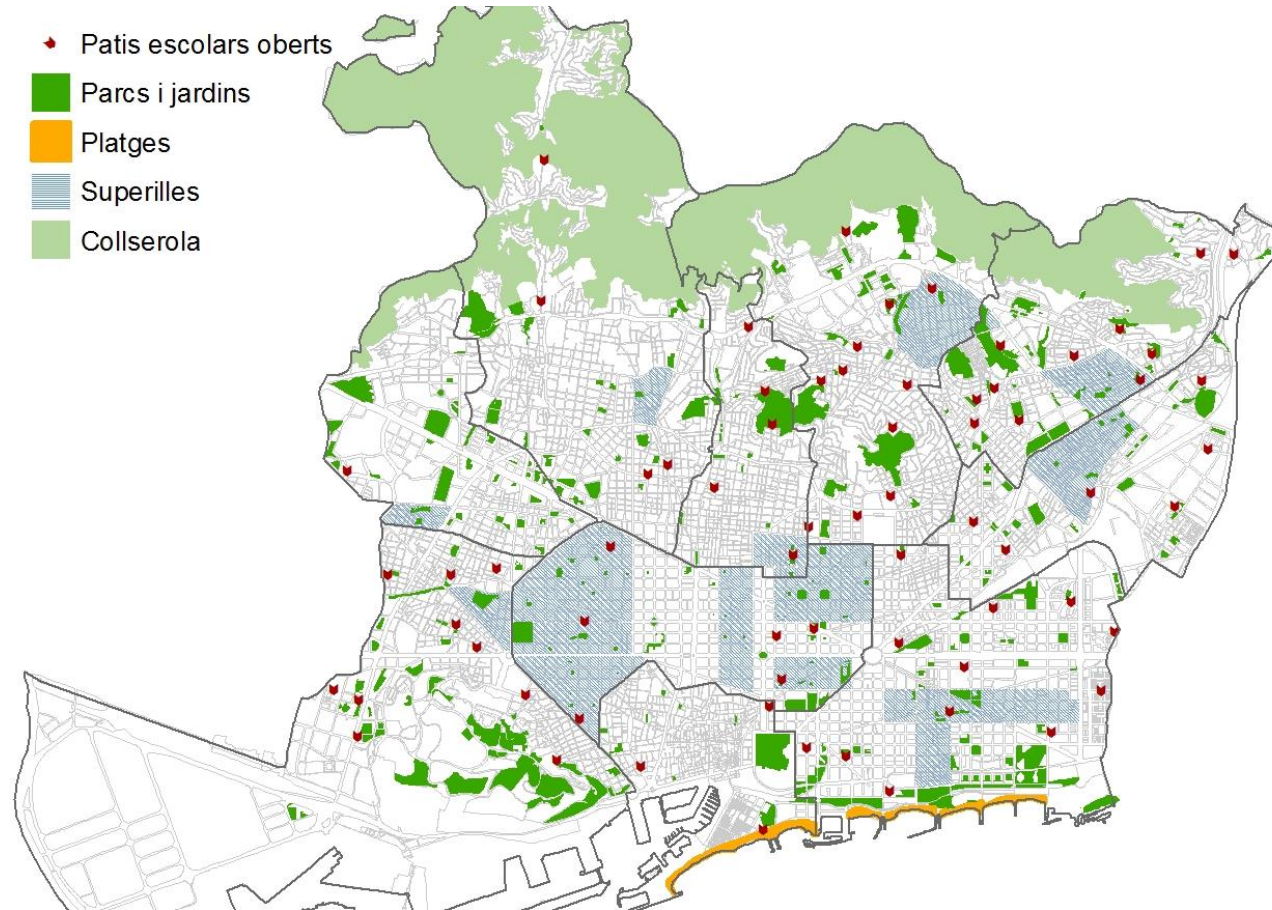 Patis escolars oberts
Parcs i jardins
Platges
Superilles
Collserola